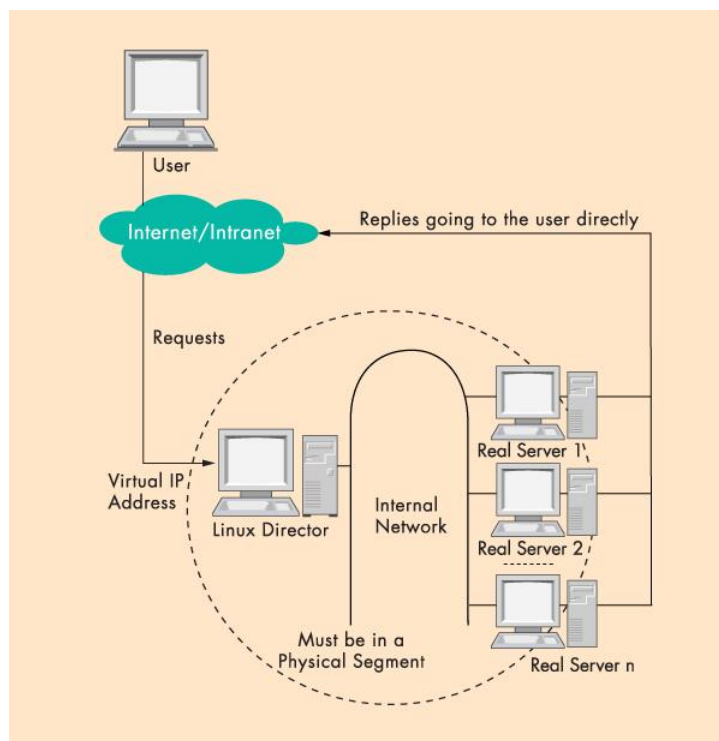 User
Internet/Intranet
Replies going to the user directly
Requests
Virtual IP
Address
Linux Director
Internal
Network
Real Server 1
Real Server 2
Real Server n
Must be in a
Physical Segment